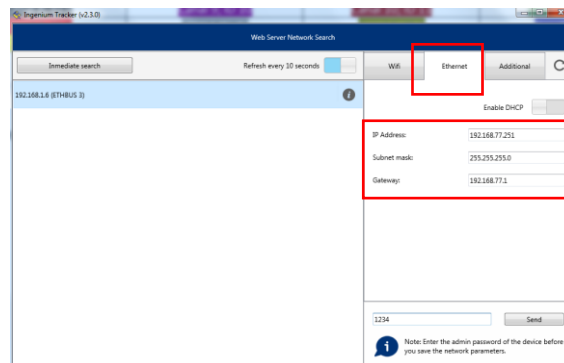 Ingenium Tracker (v2.3.0)
Web Server Network Search
Inmediate search
Refresh every 10 seconds
Wifi
Ethernet
Additional
192.168.1.6 (ETHBUS 3)
Enable DHCP
IP Address: 192.168.77.251
Subnet mask: 255.255.255.0
Gateway: 192.168.77.1
1234
Send
Note: Enter the admin password of the device before
you save the network parameters.